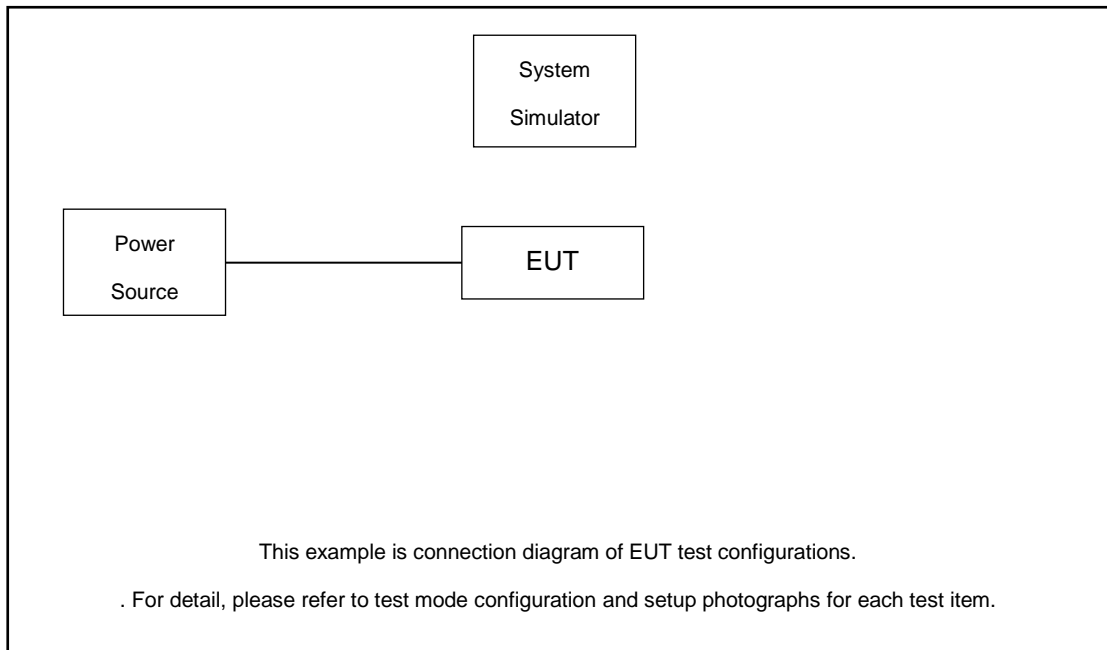 System
Simulator
Power
Source
EUT
This example is connection diagram of EUT test configurations.
. For detail, please refer to test mode configuration and setup photographs for each test item.